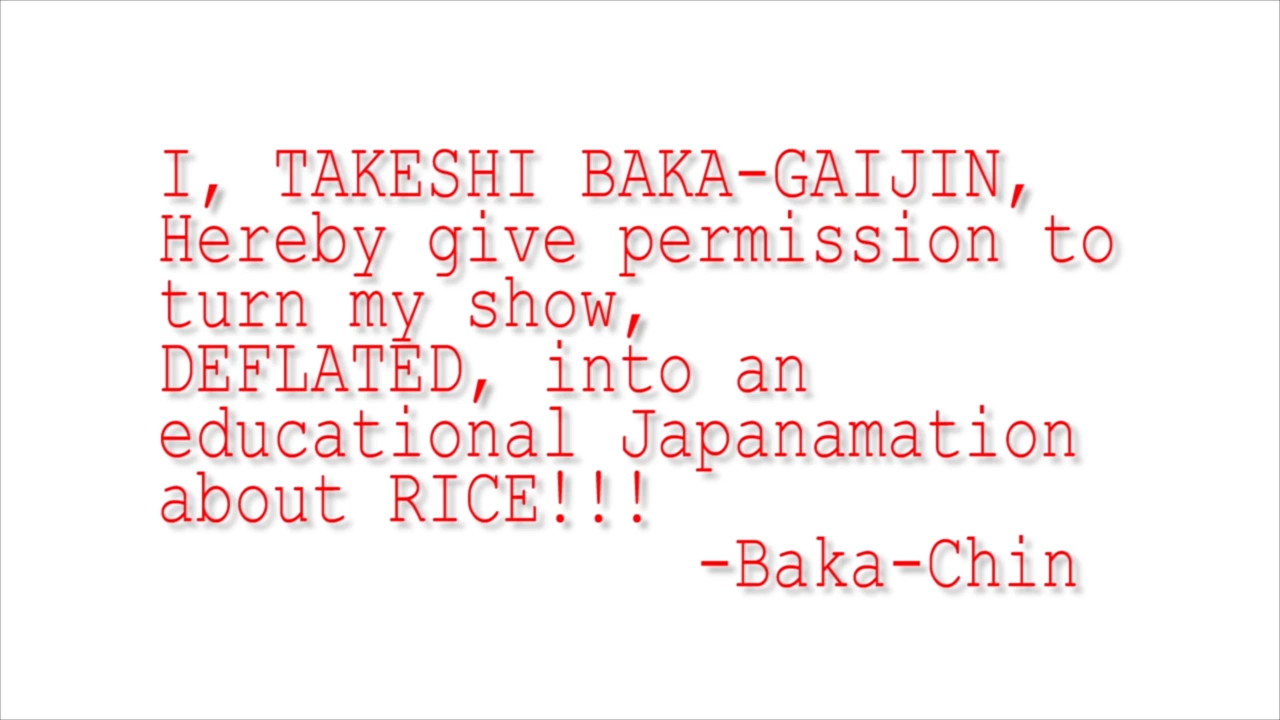 I, TAKESHI BAKA-GAIJIN,
Hereby give permission to
turn my show,
DEFLATED, into an
educational Japanamation
about RICE!!!
-Baka-Chin